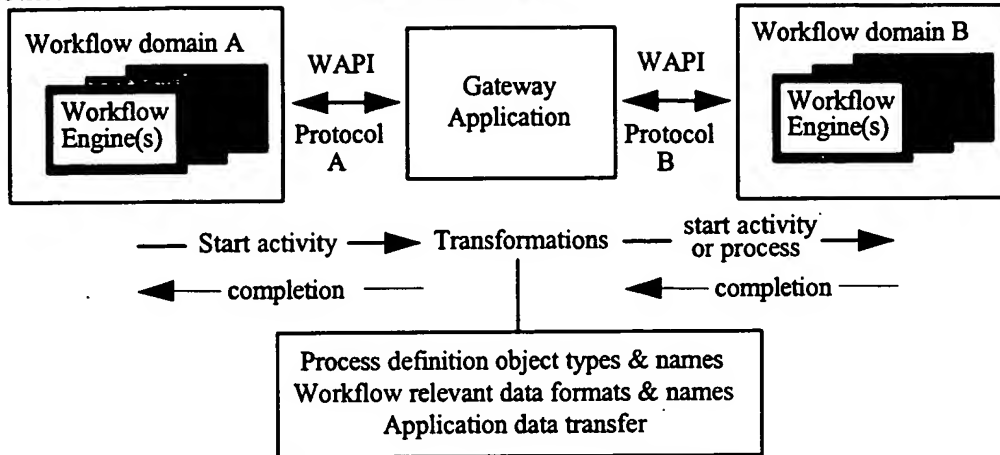 Workflow domain A
Workflow
Engine(s)
WAPI
Protocol
A
Gateway
Application
WAPI
Protocol
B
Workflow domain B
Workflow
Engine(s)
Start activity
Transformations
start activity
or process
completion
completion
Process definition object types & names
Workflow relevant data formats & names
Application data transfer